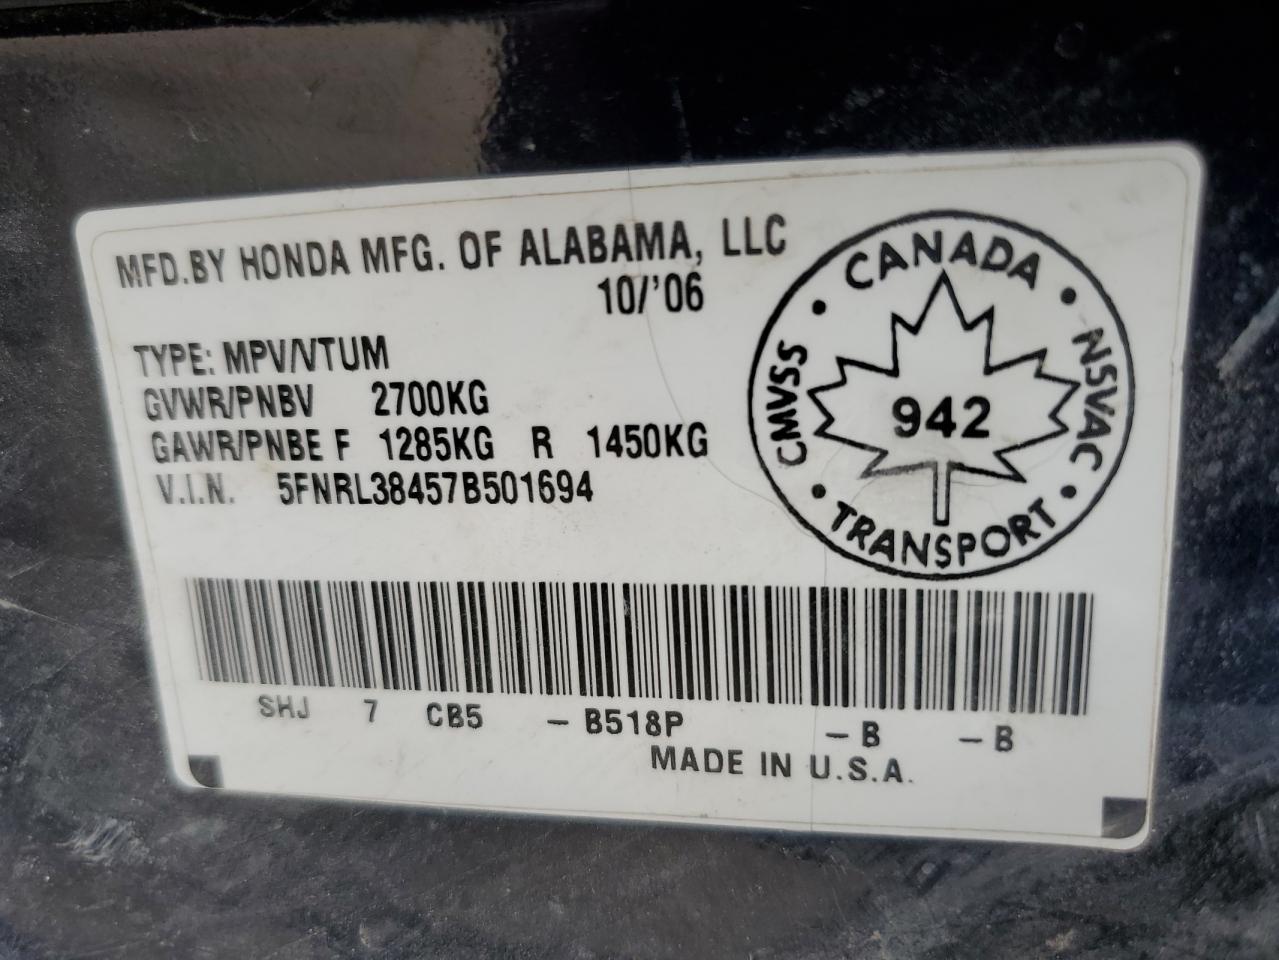 MFD.BY HONDA MFG. OF ALABAMA, LLC
10/'06
TYPE: MPV/VTUM
GVWR/PNBV 2700KG
GAWR/PNBE F 1285KG R 1450KG
V.I.N. 5FNRL38457B501694
CANADA
CMVSS
942
NSVAC
TRANSPORT
SHJ 7 CB5 - B518P - B - B
MADE IN U.S.A.